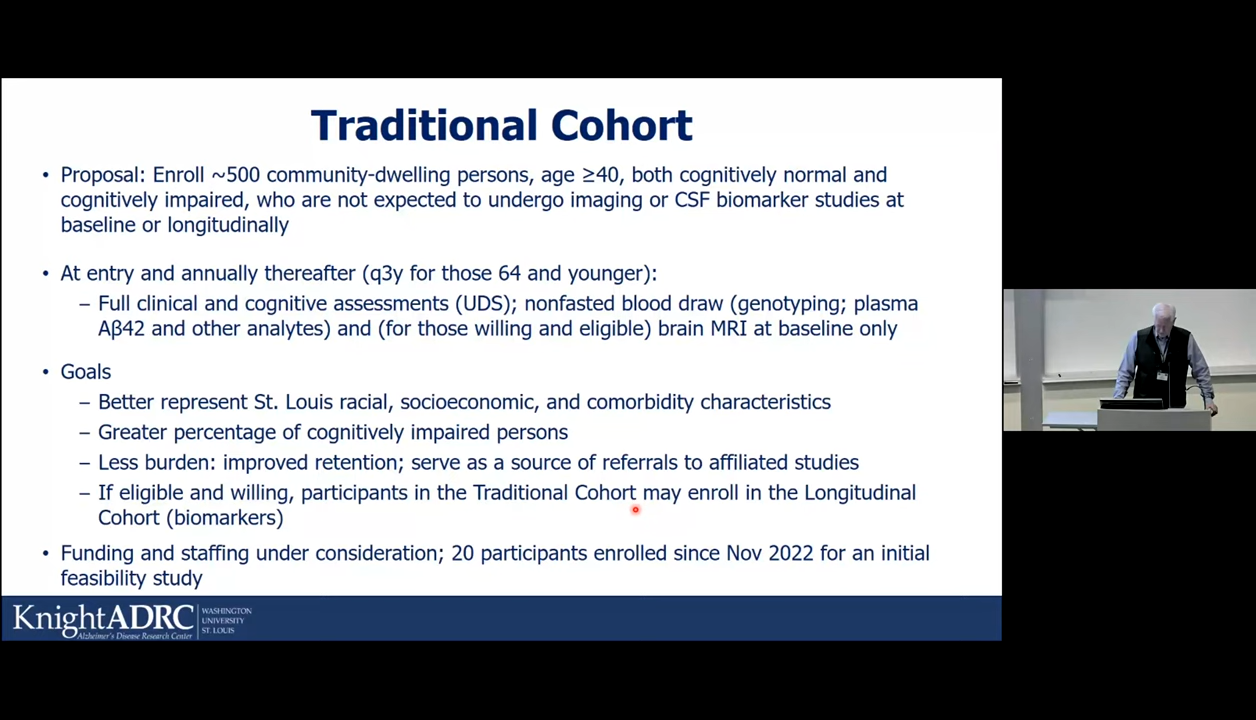 Traditional Cohort
• Proposal: Enroll ~500 community-dwelling persons, age ≥40, both cognitively normal and
cognitively impaired, who are not expected to undergo imaging or CSF biomarker studies at
baseline or longitudinally
• At entry and annually thereafter (q3y for those 64 and younger):
– Full clinical and cognitive assessments (UDS); nonfasted blood draw (genotyping; plasma
Aβ42 and other analytes) and (for those willing and eligible) brain MRI at baseline only
• Goals
– Better represent St. Louis racial, socioeconomic, and comorbidity characteristics
– Greater percentage of cognitively impaired persons
– Less burden: improved retention; serve as a source of referrals to affiliated studies
– If eligible and willing, participants in the Traditional Cohort may enroll in the Longitudinal
Cohort (biomarkers)
• Funding and staffing under consideration; 20 participants enrolled since Nov 2022 for an initial
feasibility study
KnightADRC
Alzheimer's Disease Research Center
WASHINGTON
UNIVERSITY
ST. LOUIS